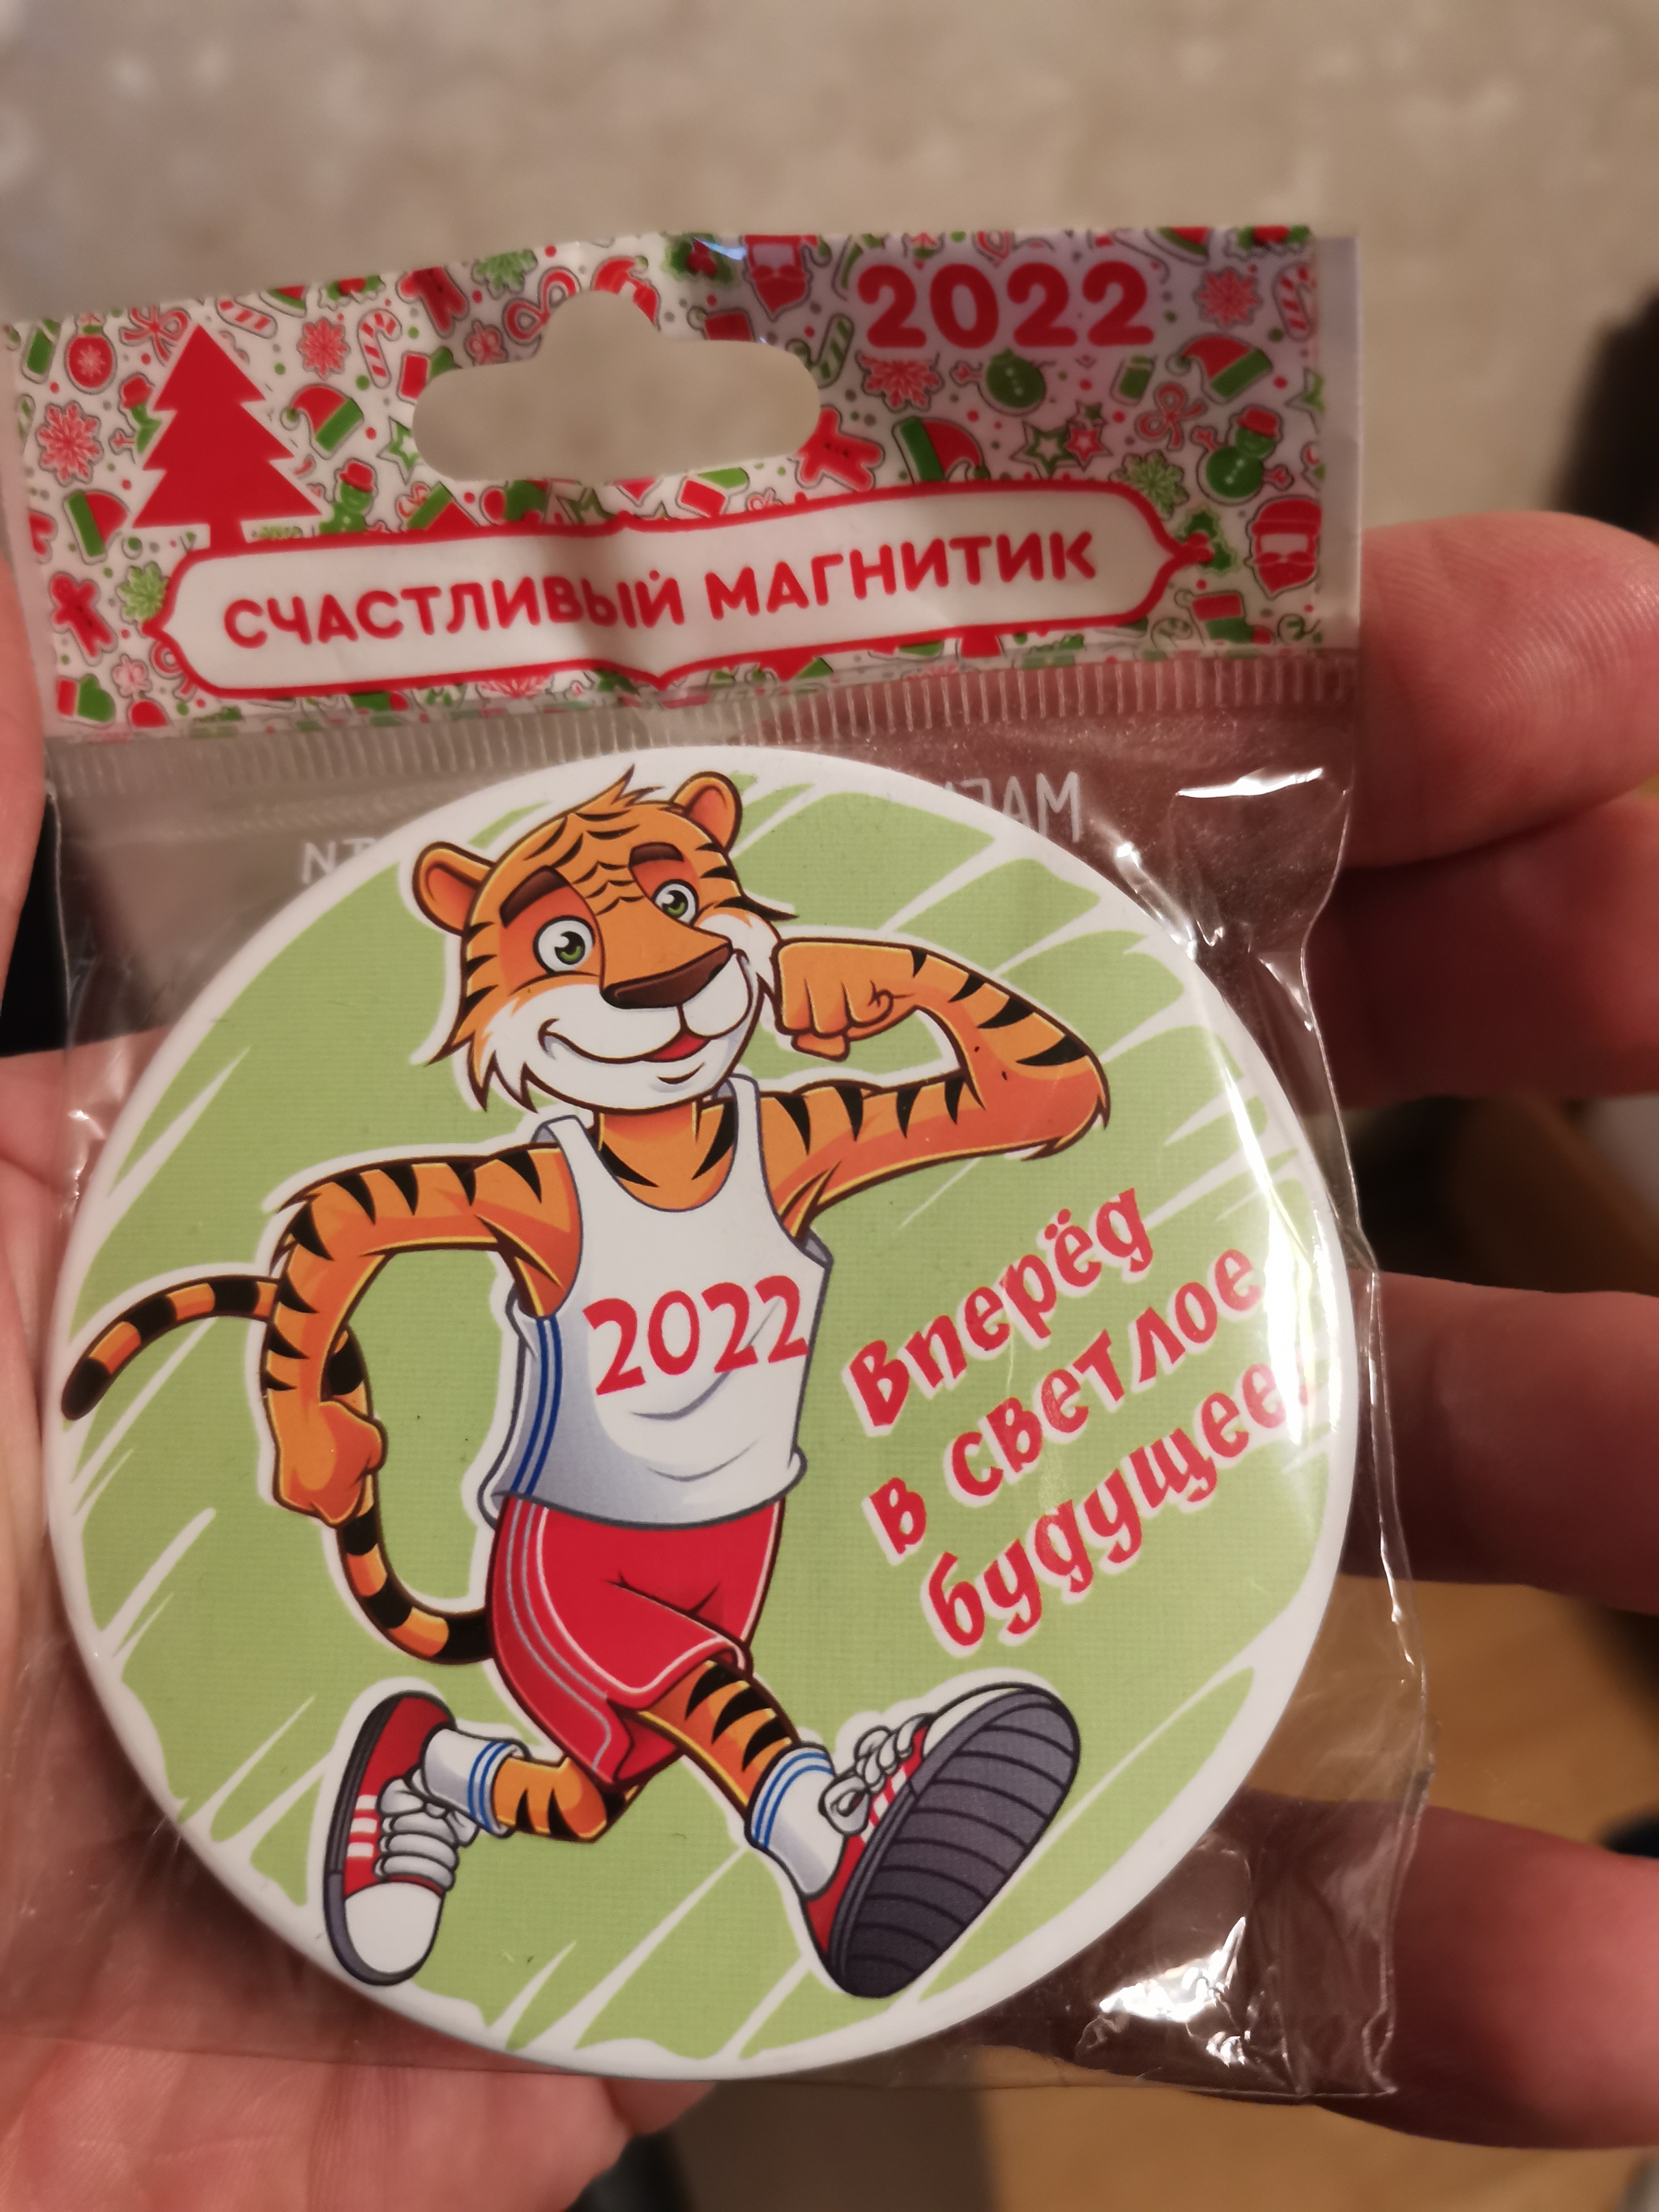 2022
СЧАСТЛИВЫЙ МАГНИТИК
2022
Вперёд
в светлое
будущее!